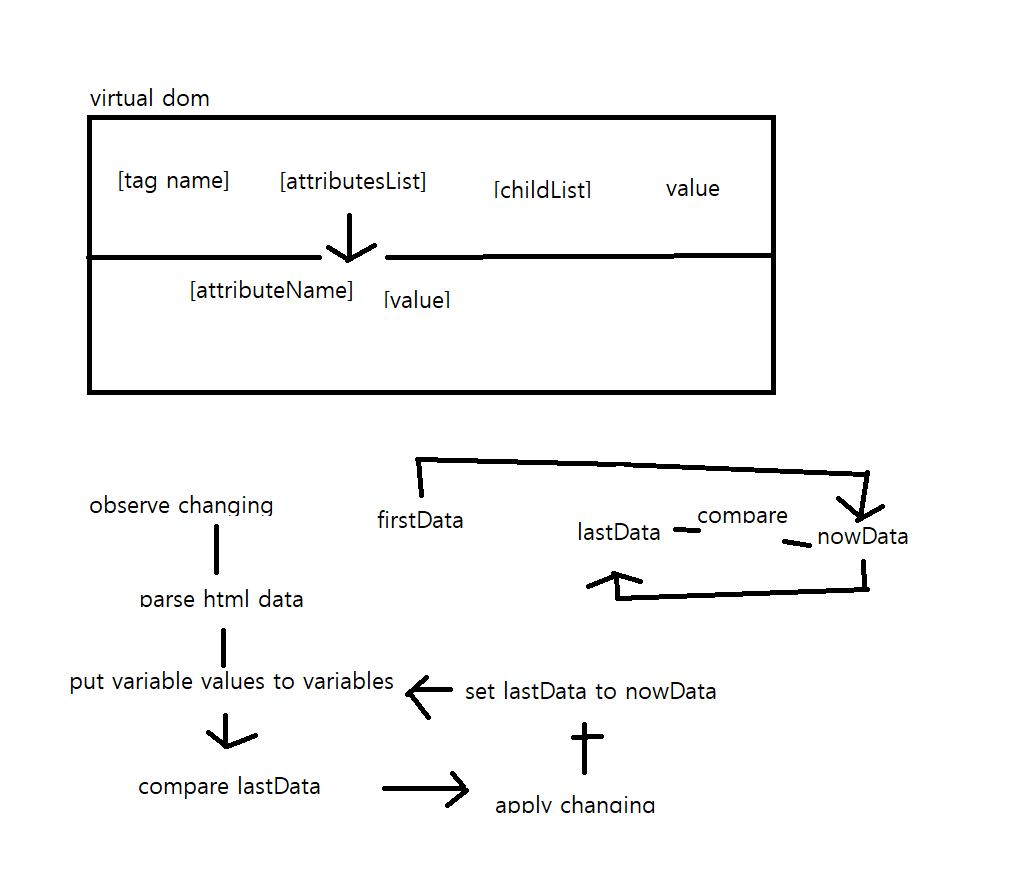 virtual dom
[tag name] [attributesList] [childList] value
[attributeName] [value]
observe changing
firstData
lastData compare nowData
parse html data
put variable values to variables
set lastData to nowData
compare lastData
apply changing